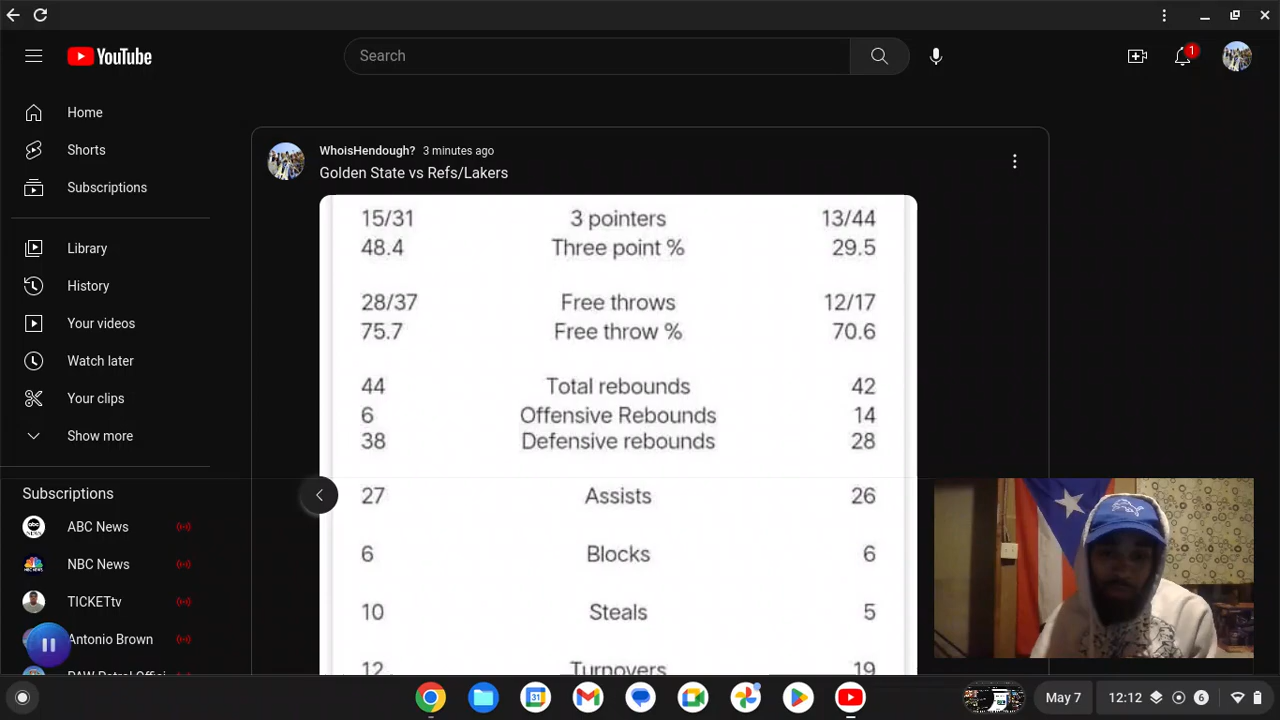 YouTube
Search
1
Home
Shorts
Subscriptions
Library
History
Your videos
Watch later
Your clips
Show more
Subscriptions
ABC News
NBC News
TICKETtv
Antonio Brown
WhoisHendough? 3 minutes ago
Golden State vs Refs/Lakers
15/31 3 pointers 13/44
48.4 Three point % 29.5
28/37 Free throws 12/17
75.7 Free throw % 70.6
44 Total rebounds 42
6 Offensive Rebounds 14
38 Defensive rebounds 28
27 Assists 26
6 Blocks 6
10 Steals 5
12 Turnovers 19
31
May 7 12:12 6